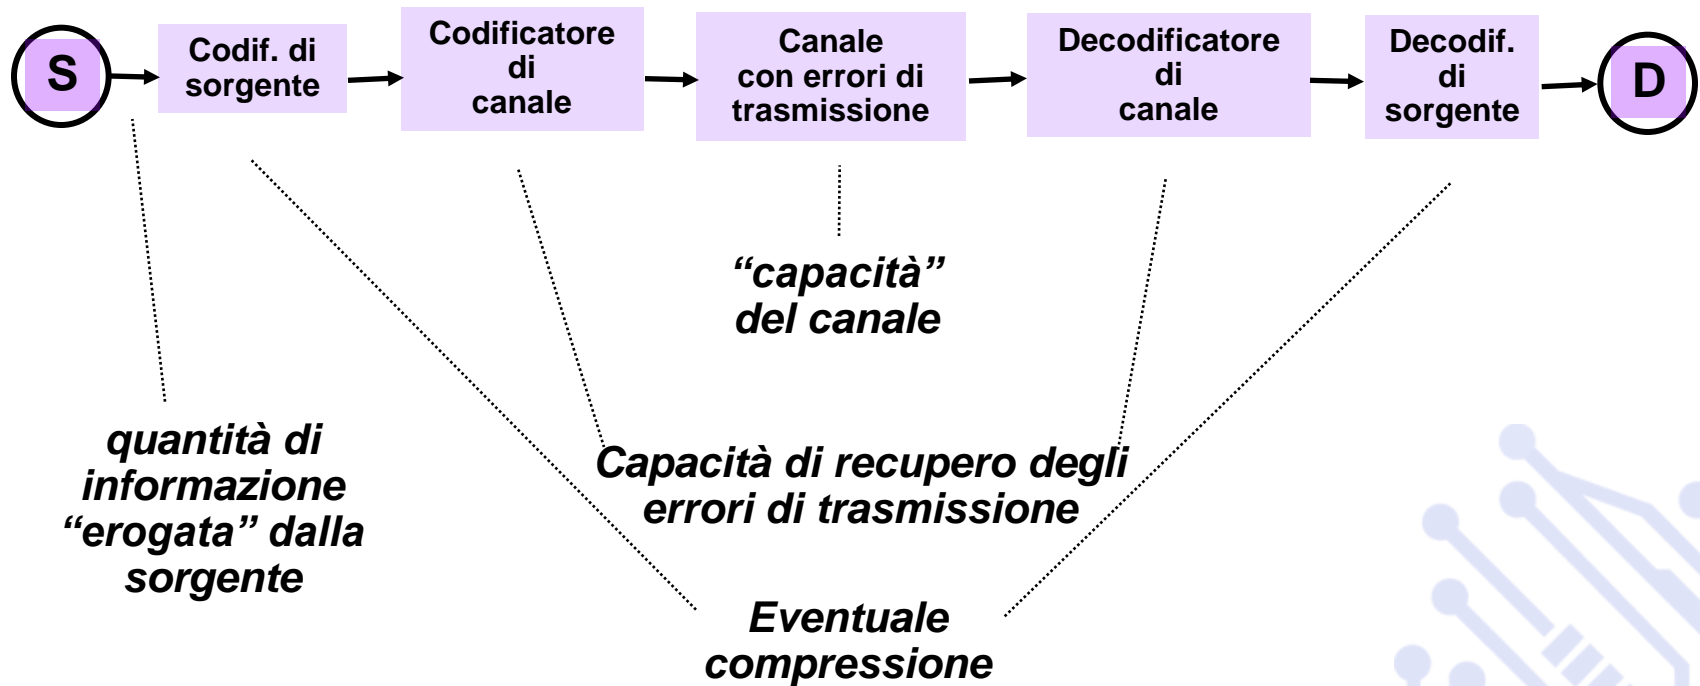 S
Codif. di
sorgente
Codificatore
di
canale
Canale
con errori di
trasmissione
Decodificatore
di
canale
Decodif.
di
sorgente
D
“capacità”
del canale
quantità di
informazione
“erogata” dalla
sorgente
Capacità di recupero degli
errori di trasmissione
Eventuale
compressione